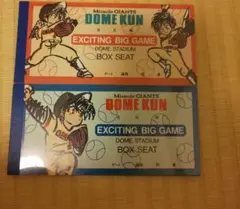 Miracle GIANTS
DOME KUN
EXCITING BIG GAME
DOME STADIUM
BOX SEAT
Miracle GIANTS
DOME KUN
EXCITING BIG GAME
DOME STADIUM
BOX SEAT